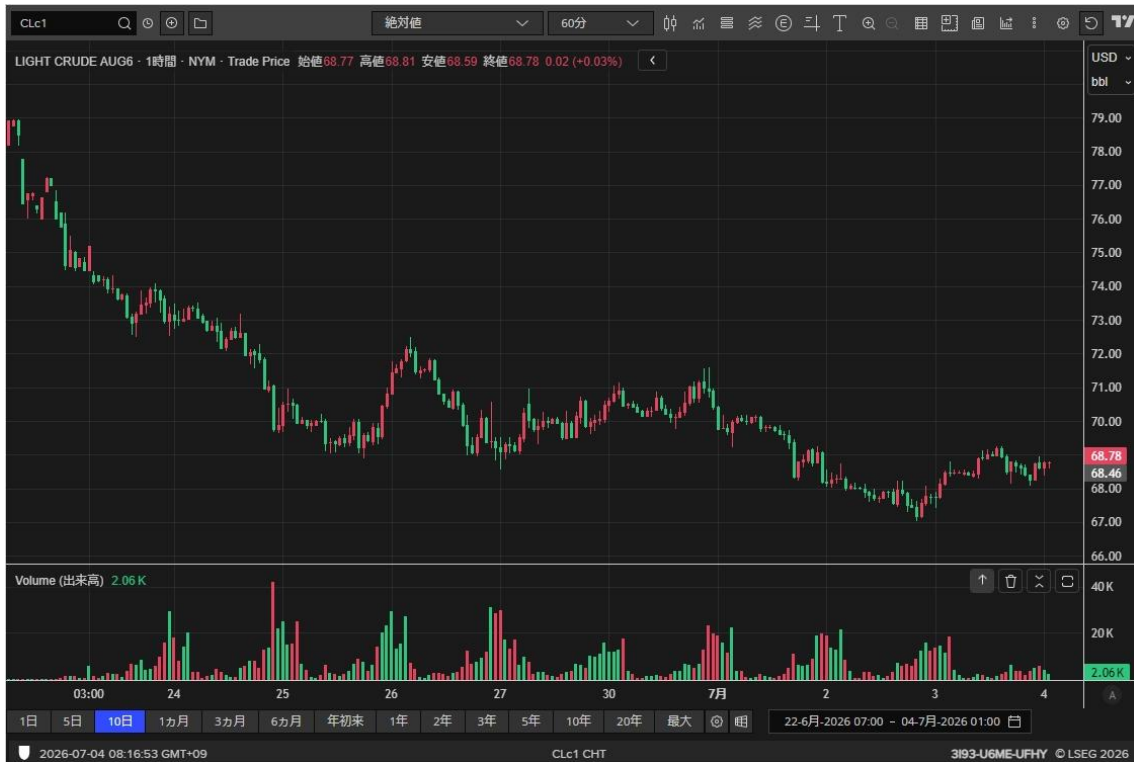 CLc1 絶対値 60分
LIGHT CRUDE AUG6 · 1時間 · NYM · Trade Price 始値68.77 高値68.81 安値68.59 終値68.78 0.02 (+0.03%)
USD
bbl
79.00
78.00
77.00
76.00
75.00
74.00
73.00
72.00
71.00
70.00
68.78
68.46
68.00
67.00
66.00
Volume (出来高) 2.06 K
40K
20K
2.06 K
03:00 24 25 26 27 30 7月 2 3 4 A
1日 5日 10日 1ヵ月 3ヵ月 6ヵ月 年初来 1年 2年 3年 5年 10年 20年 最大 22-6月-2026 07:00 - 04-7月-2026 01:00
2026-07-04 08:16:53 GMT+09 CLc1 CHT 3I93-U6ME-UFHY © LSEG 2026